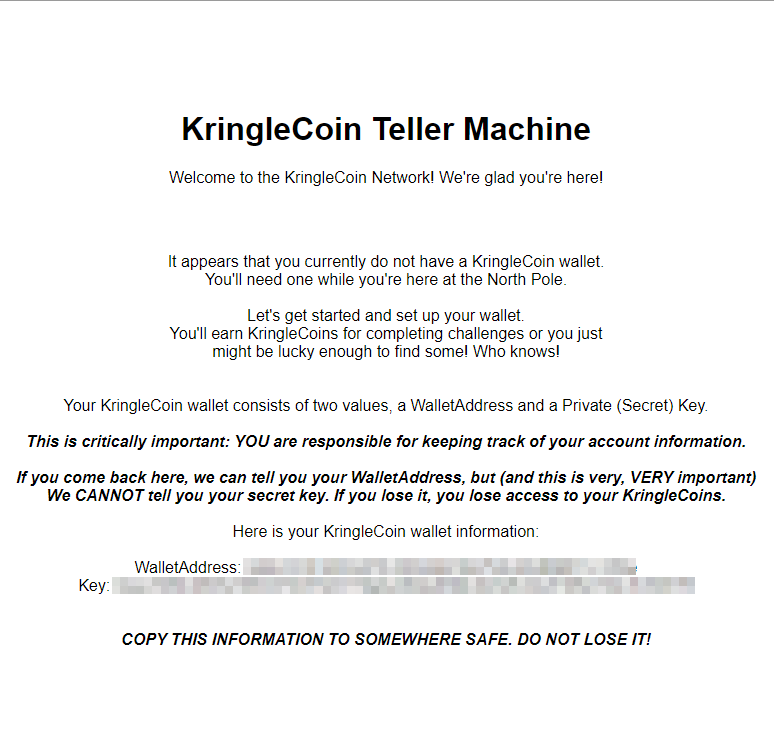 KringleCoin Teller Machine
Welcome to the KringleCoin Network! We're glad you're here!
It appears that you currently do not have a KringleCoin wallet.
You'll need one while you're here at the North Pole.
Let's get started and set up your wallet.
You'll earn KringleCoins for completing challenges or you just
might be lucky enough to find some! Who knows!
Your KringleCoin wallet consists of two values, a WalletAddress and a Private (Secret) Key.
This is critically important: YOU are responsible for keeping track of your account information.
If you come back here, we can tell you your WalletAddress, but (and this is very, VERY important)
We CANNOT tell you your secret key. If you lose it, you lose access to your KringleCoins.
Here is your KringleCoin wallet information:
WalletAddress:
Key:
COPY THIS INFORMATION TO SOMEWHERE SAFE. DO NOT LOSE IT!